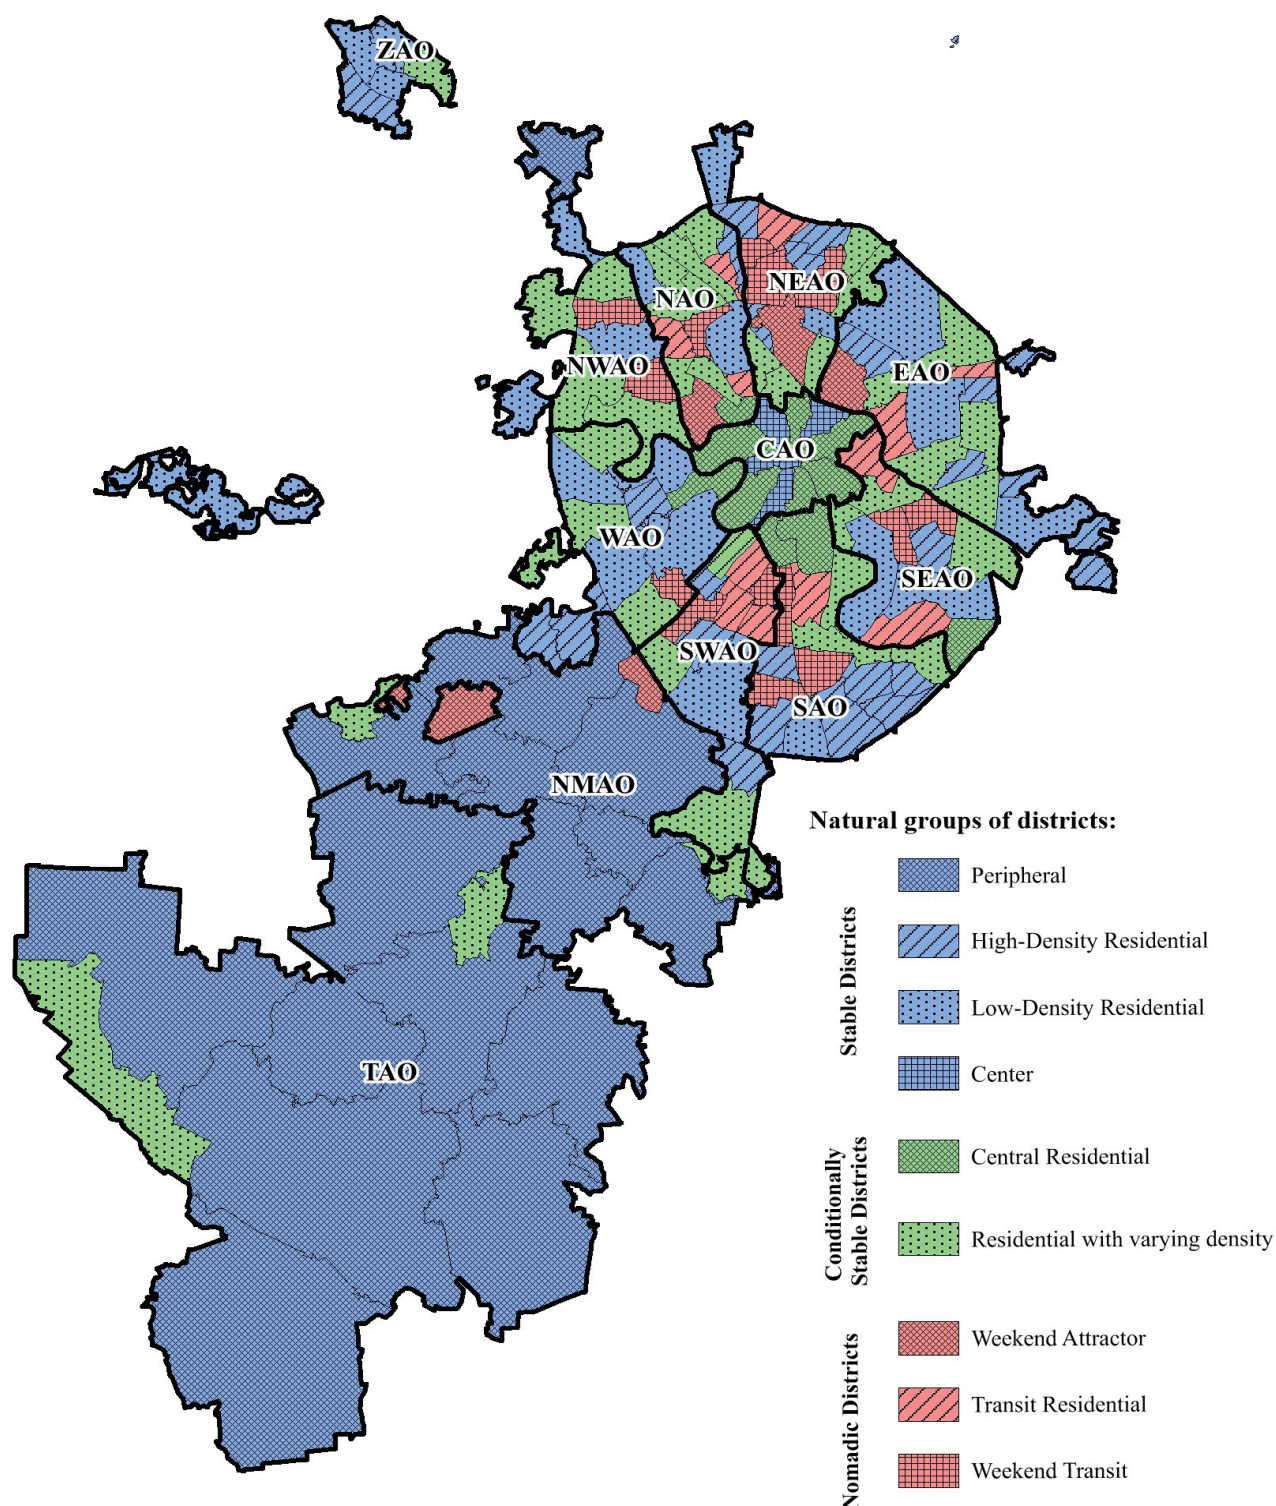 ZAO
NEAO
NAO
NWAO
EAO
CAO
WAO
SEAO
SWAO
SAO
NMAO
TAO
Natural groups of districts:
Stable Districts
Peripheral
High-Density Residential
Low-Density Residential
Center
Conditionally
Stable Districts
Central Residential
Residential with varying density
Nomadic Districts
Weekend Attractor
Transit Residential
Weekend Transit